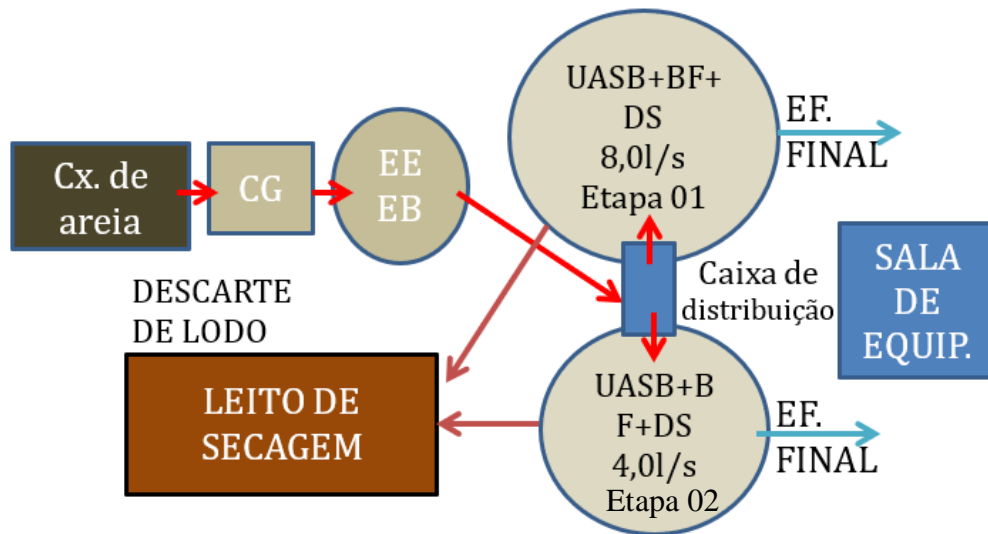 Cx. de
areia
CG
EE
EB
UASB+BF+
DS
8,0l/s
Etapa 01
EF.
FINAL
Caixa de
distribuição
SALA
DE
EQUIP.
DESCARTE
DE LODO
LEITO DE
SECAGEM
UASB+B
F+DS
4,0l/s
Etapa 02
EF.
FINAL